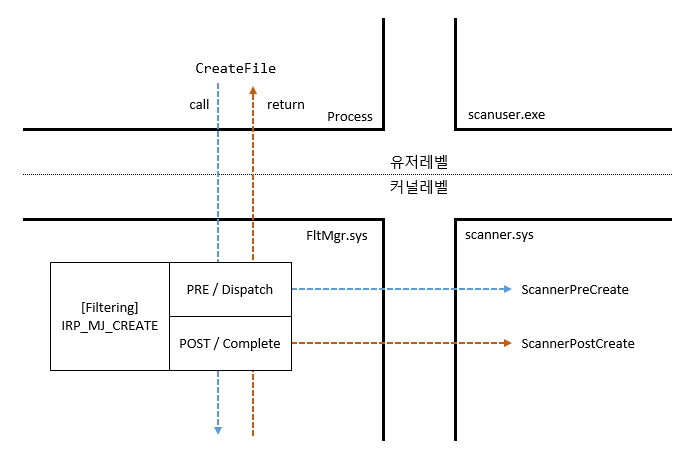 CreateFile
call
return
Process
scanuser.exe
유저레벨
커널레벨
FltMgr.sys
scanner.sys
[Filtering]
IRP_MJ_CREATE
PRE / Dispatch
ScannerPreCreate
POST / Complete
ScannerPostCreate